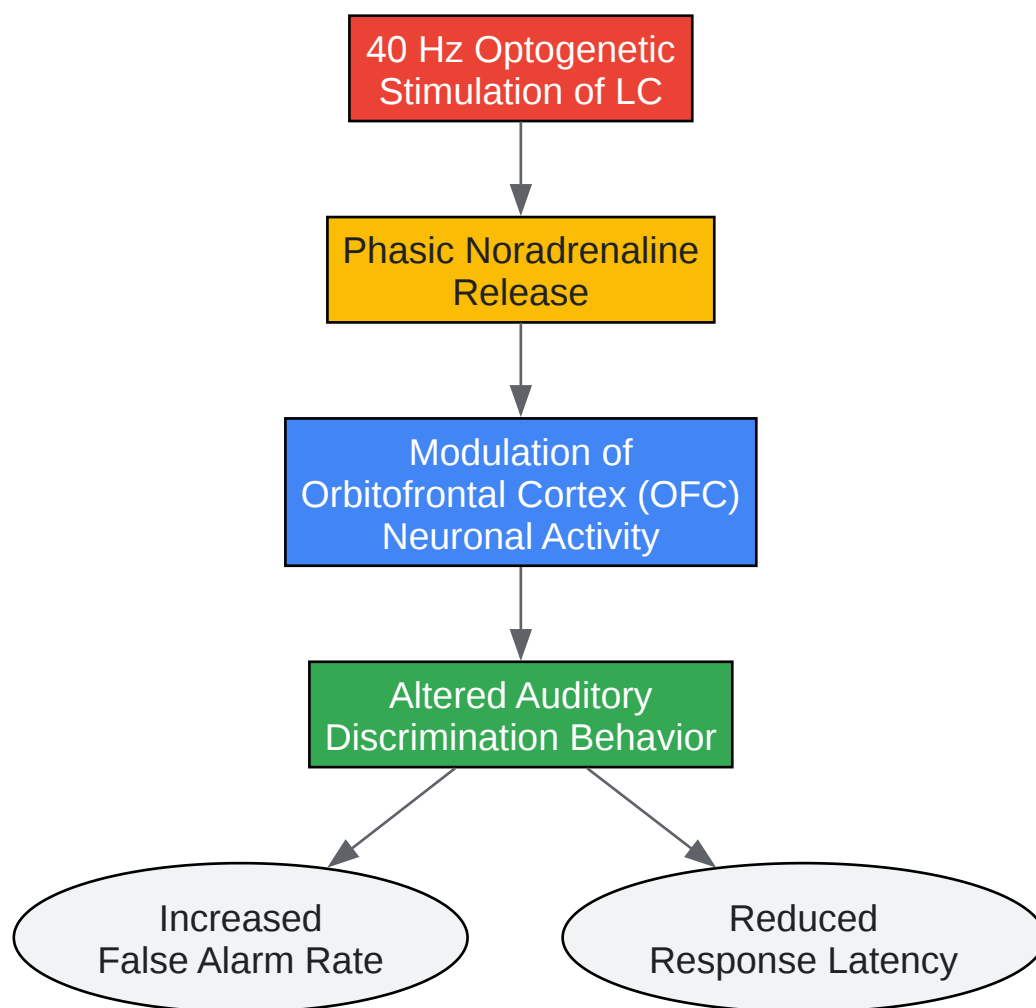 40 Hz Optogenetic
Stimulation of LC
Phasic Noradrenaline
Release
Modulation of
Orbitofrontal Cortex (OFC)
Neuronal Activity
Altered Auditory
Discrimination Behavior
Increased
False Alarm Rate
Reduced
Response Latency